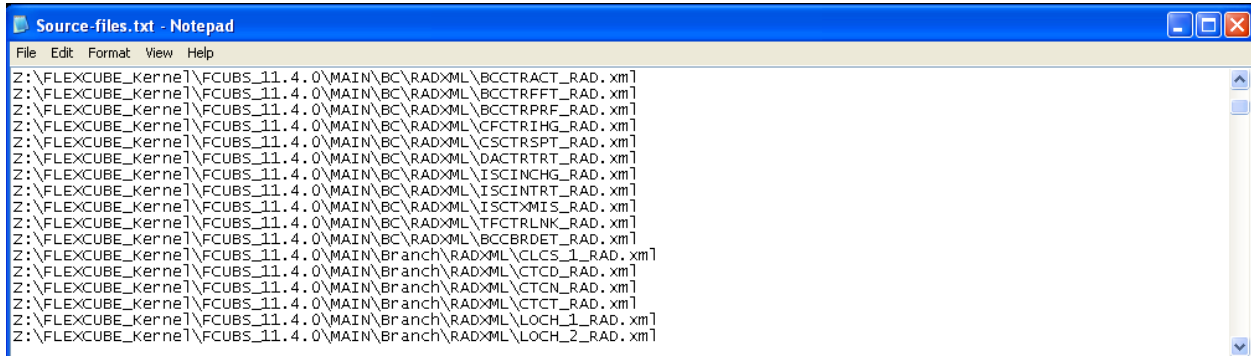 Source-files.txt - Notepad
File Edit Format View Help
Z:\FLEXCUBE_Kernel\FCUBS_11.4.0\MAIN\BC\RADXML\BCCTRACT_RAD.xml
Z:\FLEXCUBE_Kernel\FCUBS_11.4.0\MAIN\BC\RADXML\BCCTRFFT_RAD.xml
Z:\FLEXCUBE_Kernel\FCUBS_11.4.0\MAIN\BC\RADXML\BCCTRPRF_RAD.xml
Z:\FLEXCUBE_Kernel\FCUBS_11.4.0\MAIN\BC\RADXML\CFCTRIHG_RAD.xml
Z:\FLEXCUBE_Kernel\FCUBS_11.4.0\MAIN\BC\RADXML\CSCTRSPT_RAD.xml
Z:\FLEXCUBE_Kernel\FCUBS_11.4.0\MAIN\BC\RADXML\DACTRTRT_RAD.xml
Z:\FLEXCUBE_Kernel\FCUBS_11.4.0\MAIN\BC\RADXML\ISCINCHG_RAD.xml
Z:\FLEXCUBE_Kernel\FCUBS_11.4.0\MAIN\BC\RADXML\ISCINTRT_RAD.xml
Z:\FLEXCUBE_Kernel\FCUBS_11.4.0\MAIN\BC\RADXML\ISCTXMIS_RAD.xml
Z:\FLEXCUBE_Kernel\FCUBS_11.4.0\MAIN\BC\RADXML\TFCTRLNK_RAD.xml
Z:\FLEXCUBE_Kernel\FCUBS_11.4.0\MAIN\BC\RADXML\BCCBRDET_RAD.xml
Z:\FLEXCUBE_Kernel\FCUBS_11.4.0\MAIN\Branch\RADXML\CLCS_1_RAD.xml
Z:\FLEXCUBE_Kernel\FCUBS_11.4.0\MAIN\Branch\RADXML\CTCD_RAD.xml
Z:\FLEXCUBE_Kernel\FCUBS_11.4.0\MAIN\Branch\RADXML\CTCN_RAD.xml
Z:\FLEXCUBE_Kernel\FCUBS_11.4.0\MAIN\Branch\RADXML\CTCT_RAD.xml
Z:\FLEXCUBE_Kernel\FCUBS_11.4.0\MAIN\Branch\RADXML\LOCH_1_RAD.xml
Z:\FLEXCUBE_Kernel\FCUBS_11.4.0\MAIN\Branch\RADXML\LOCH_2_RAD.xml